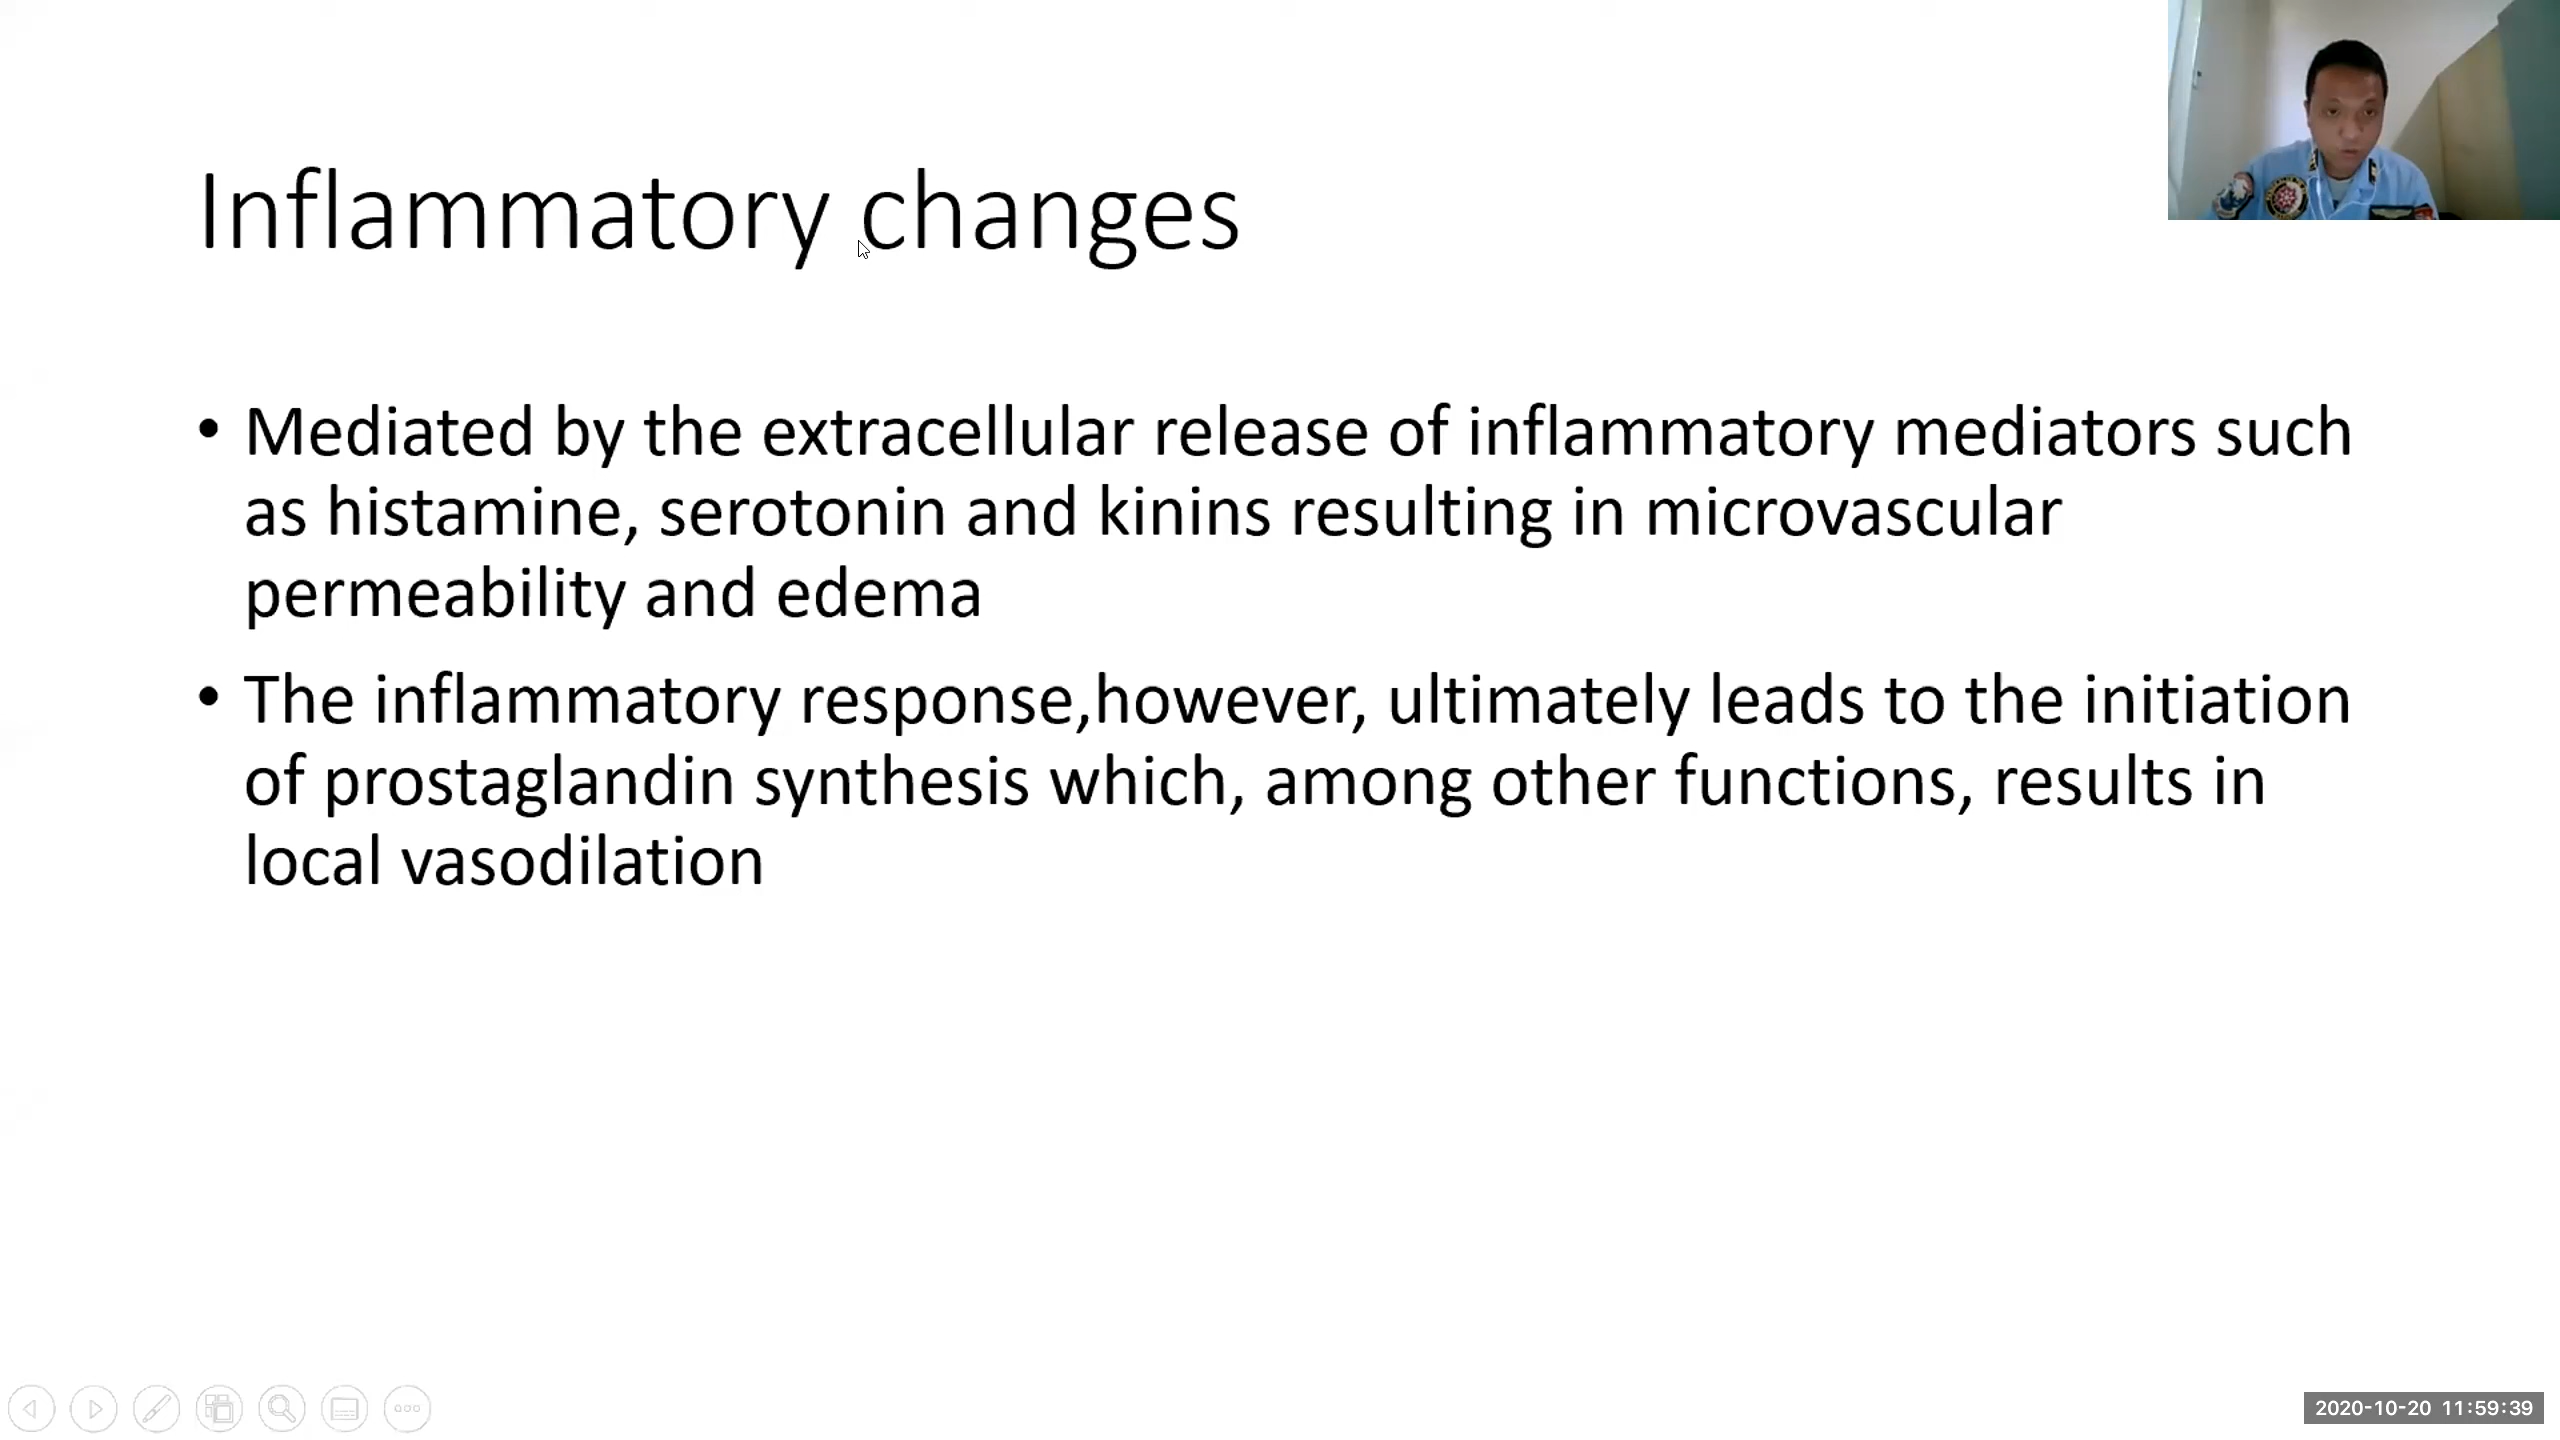 Inflammatory changes
• Mediated by the extracellular release of inflammatory mediators such
as histamine, serotonin and kinins resulting in microvascular
permeability and edema
• The inflammatory response,however, ultimately leads to the initiation
of prostaglandin synthesis which, among other functions, results in
local vasodilation
2020-10-20 11:59:39